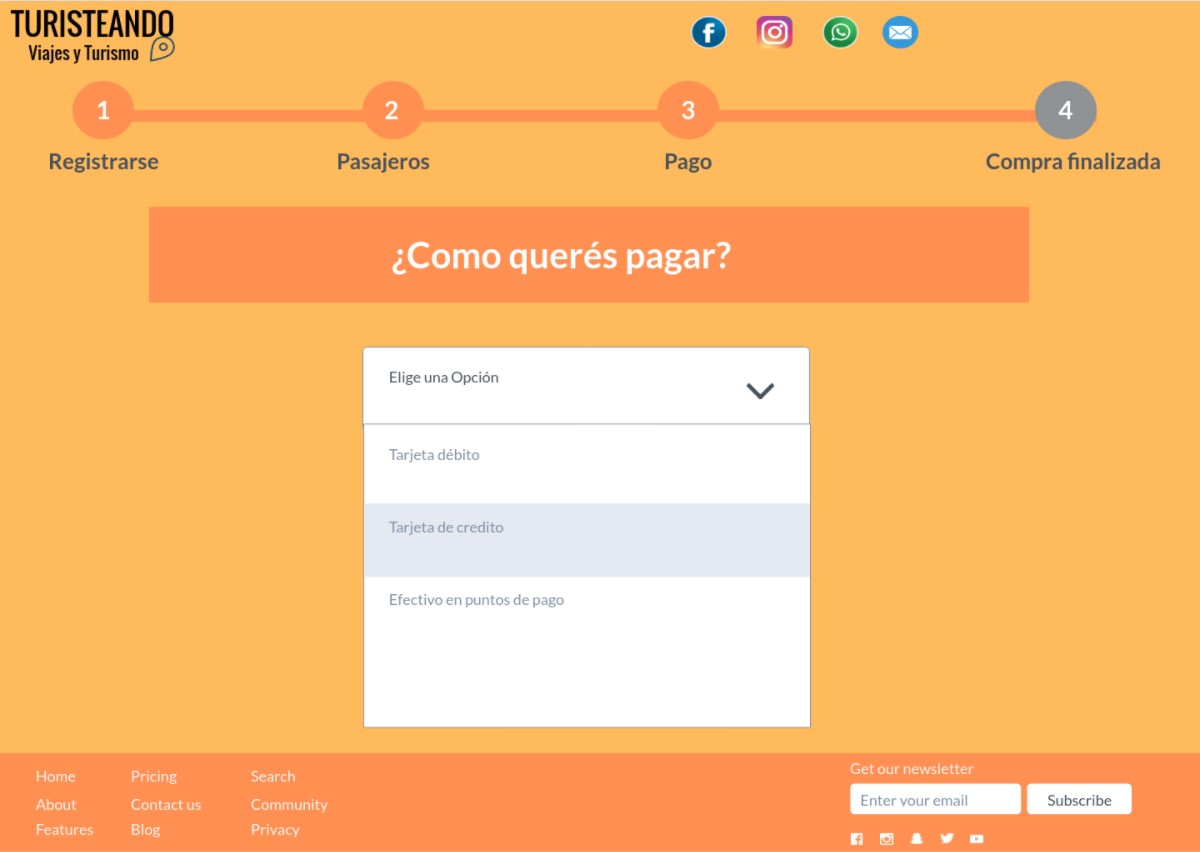 TURISTEANDO
Viajes y Turismo
1
2
3
4
Registrarse
Pasajeros
Pago
Compra finalizada
¿Como querés pagar?
Elige una Opción
Tarjeta débito
Tarjeta de credito
Efectivo en puntos de pago
Home
Pricing
Search
About
Contact us
Community
Features
Blog
Privacy
Get our newsletter
Enter your email
Subscribe